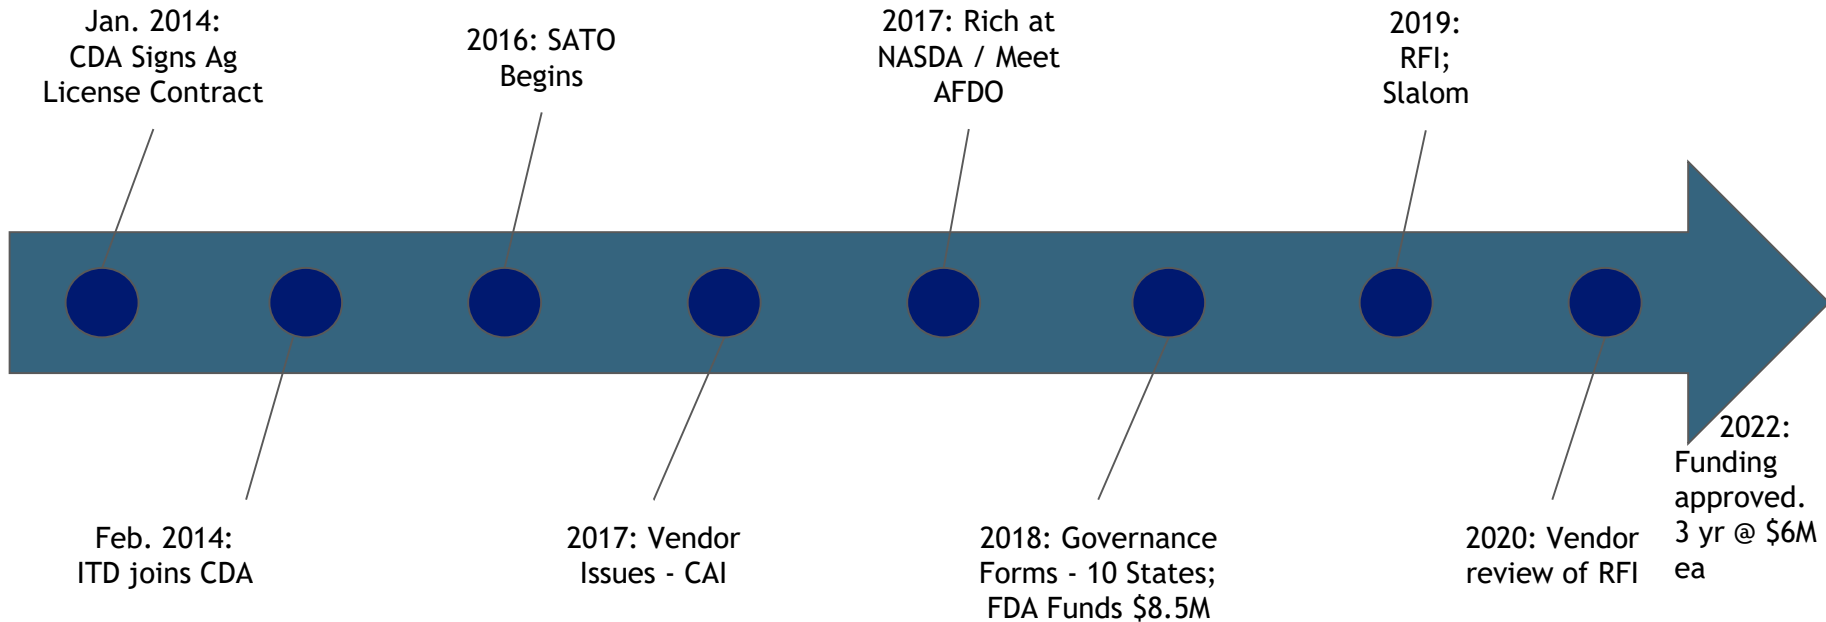 Jan. 2014:
CDA Signs Ag
License Contract
Feb. 2014:
ITD joins CDA
2016: SATO
Begins
2017: Vendor
Issues - CAI
2017: Rich at
NASDA / Meet
AFDO
2018: Governance
Forms - 10 States;
FDA Funds $8.5M
2019:
RFI;
Slalom
2020: Vendor
review of RFI
2022:
Funding
approved.
3 yr @ $6M
ea